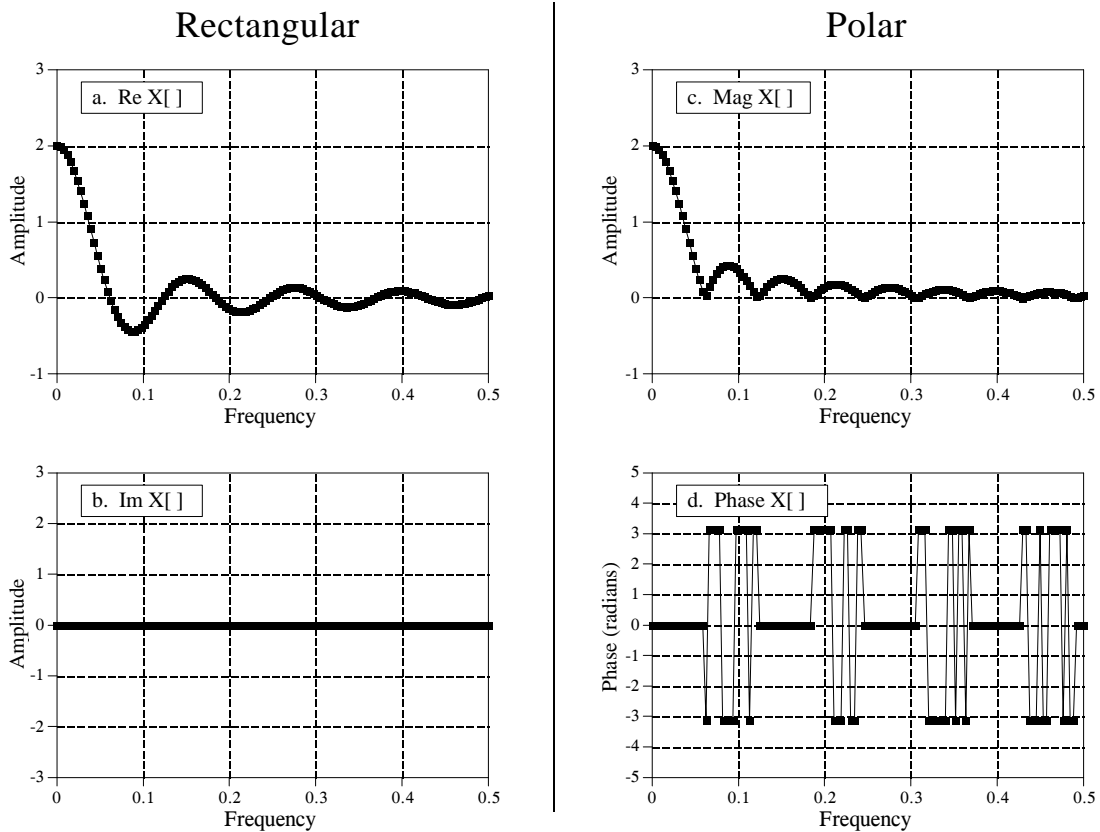 Rectangular
Polar
a. Re X[ ]
3
2
1
0
-1
Amplitude
0 0.1 0.2 0.3 0.4 0.5
Frequency
c. Mag X[ ]
3
2
1
0
-1
Amplitude
0 0.1 0.2 0.3 0.4 0.5
Frequency
b. Im X[ ]
3
2
1
0
-1
-2
-3
Amplitude
0 0.1 0.2 0.3 0.4 0.5
Frequency
d. Phase X[ ]
5
4
3
2
1
0
-1
-2
-3
-4
-5
Phase (radians)
0 0.1 0.2 0.3 0.4 0.5
Frequency